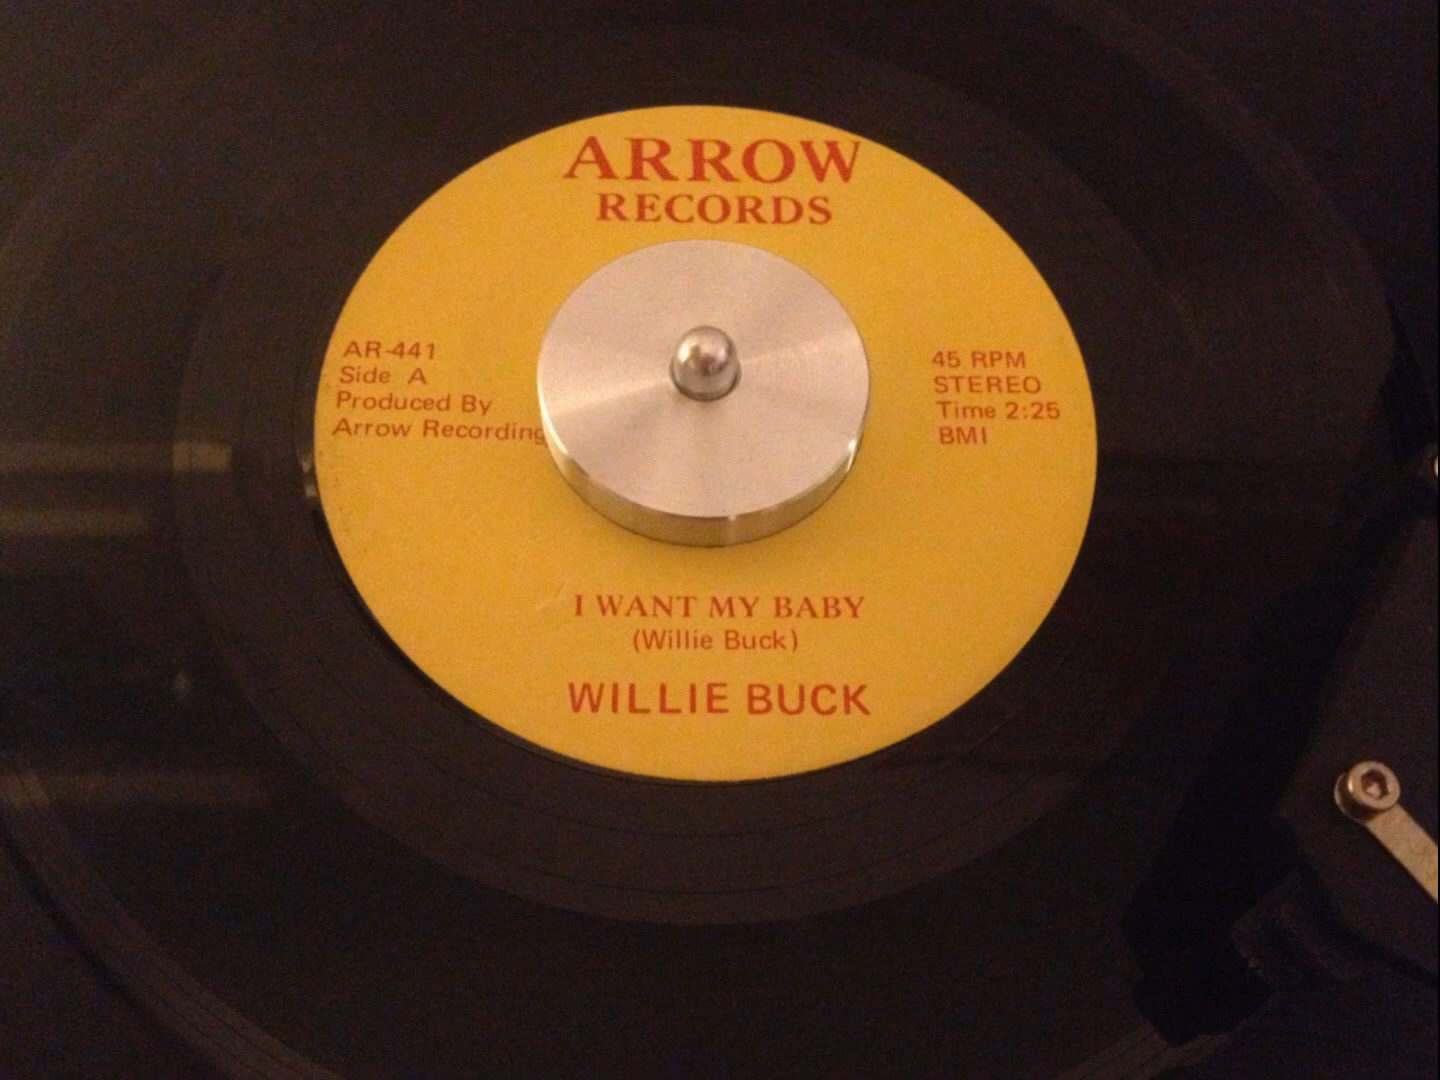 ARROW
RECORDS
AR-441
Side A
Produced By
Arrow Recording
45 RPM
STEREO
Time 2:25
BMI
I WANT MY BABY
(Willie Buck)
WILLIE BUCK